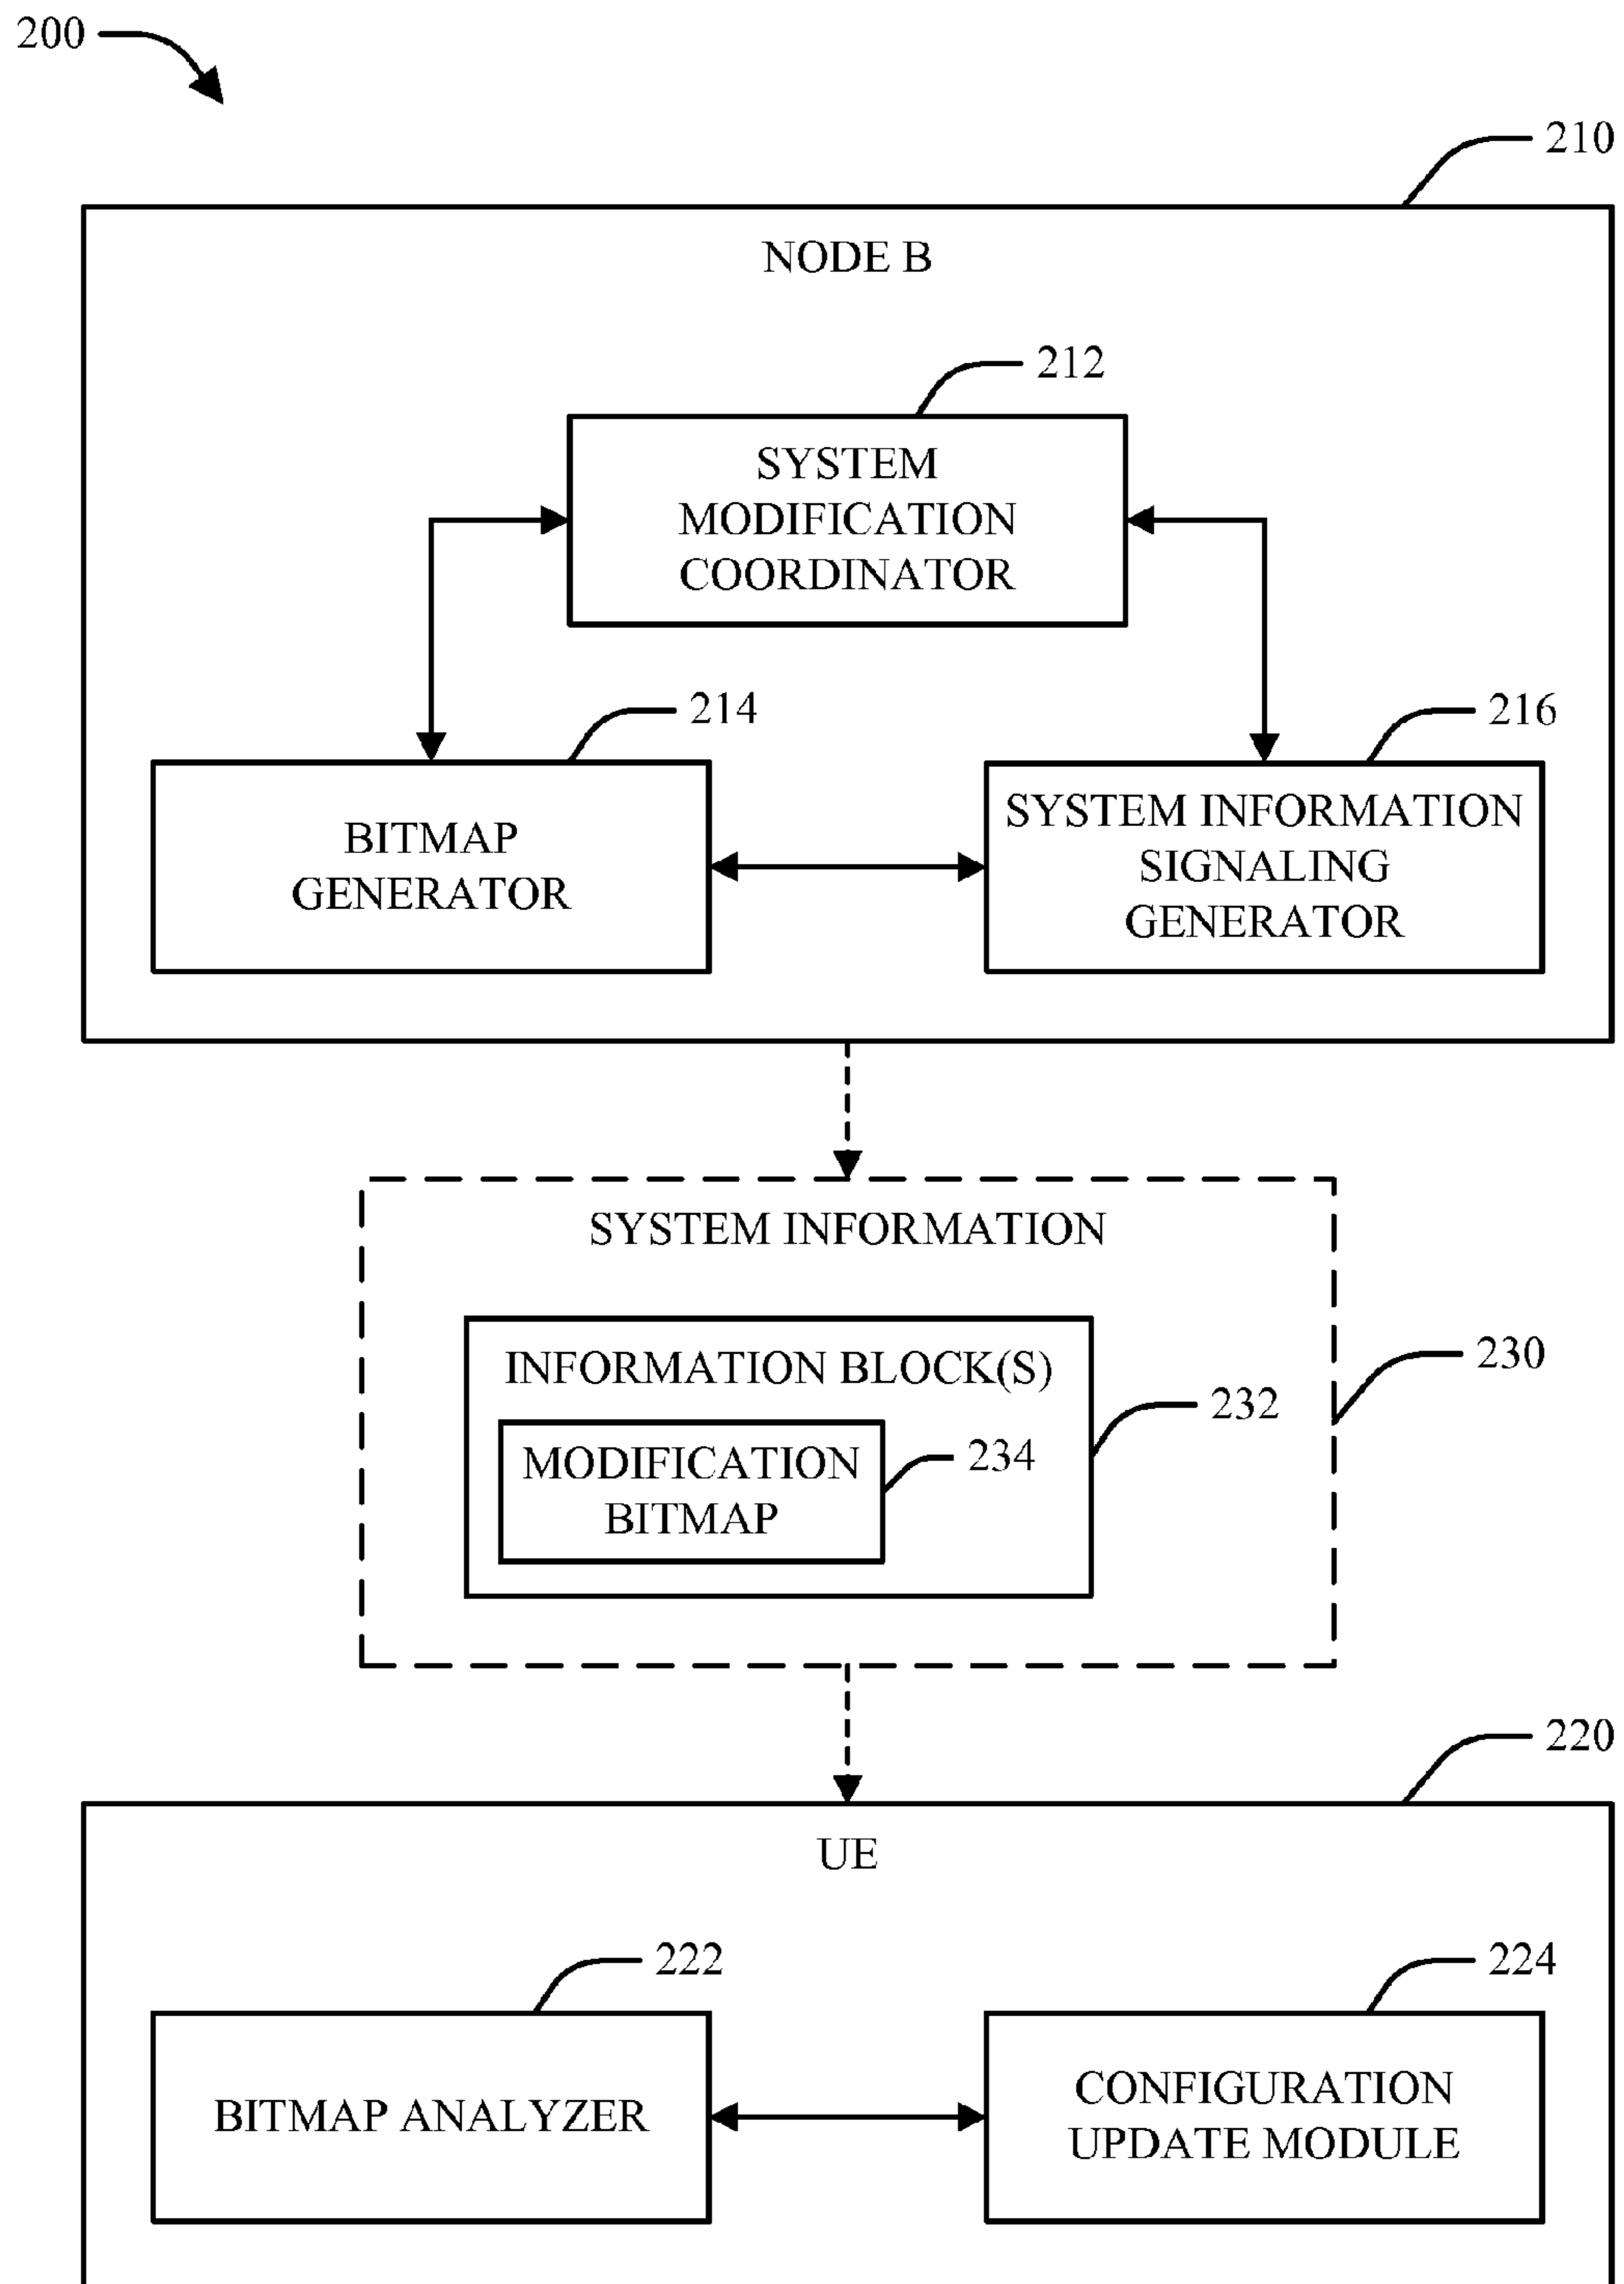 200
210
NODE B
212
SYSTEM
MODIFICATION
COORDINATOR
214
216
BITMAP
GENERATOR
SYSTEM INFORMATION
SIGNALING
GENERATOR
SYSTEM INFORMATION
INFORMATION BLOCK(S)
230
232
MODIFICATION
BITMAP
234
220
UE
222
224
BITMAP ANALYZER
CONFIGURATION
UPDATE MODULE